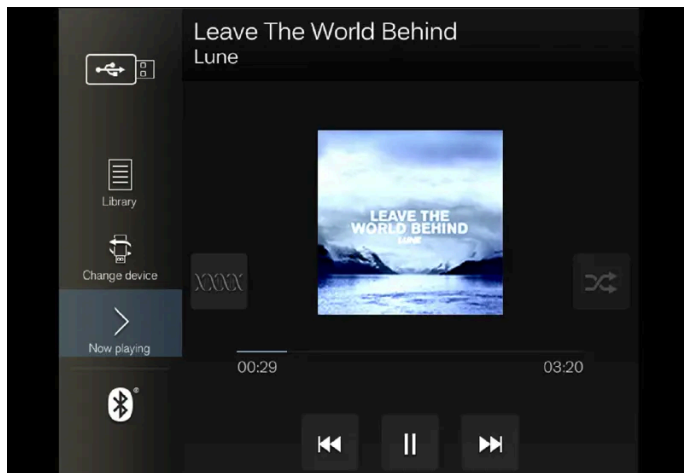 Leave The World Behind
Lune
Library
Change device
Now playing
LEAVE THE
WORLD BEHIND
LUNE
00:29
03:20